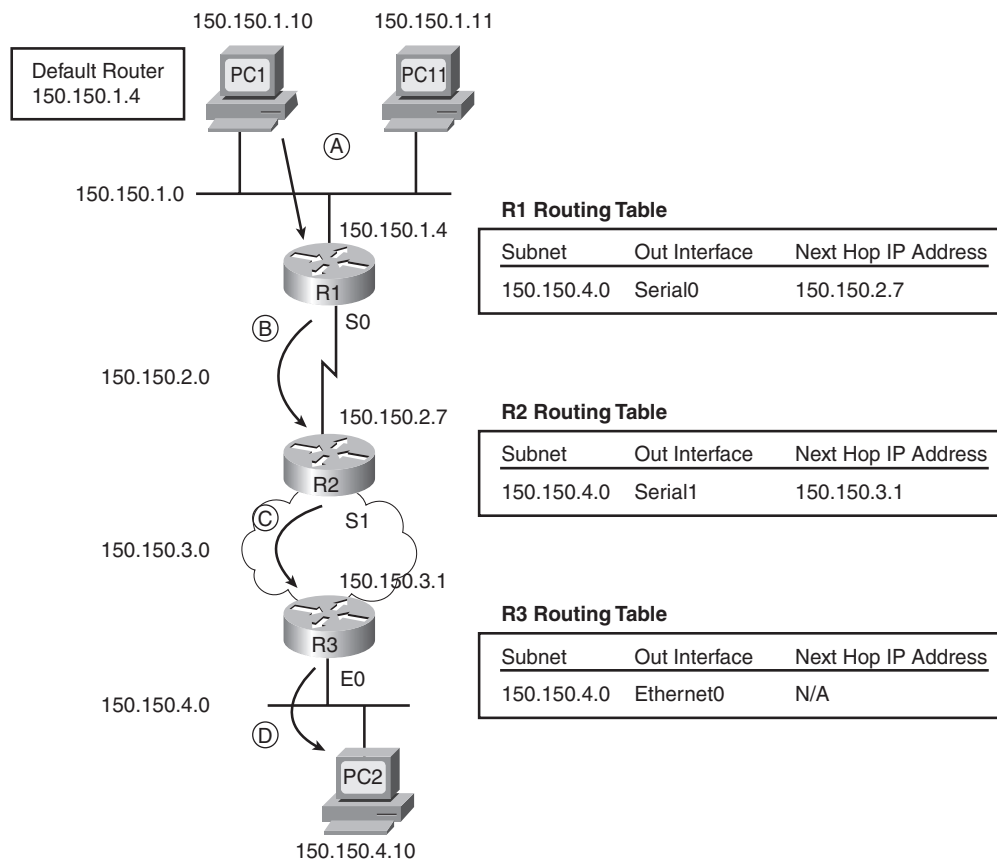 150.150.1.10
150.150.1.11
Default Router
150.150.1.4
PC1
PC11
A
150.150.1.0
150.150.1.4
R1
S0
B
150.150.2.0
150.150.2.7
R2
S1
C
150.150.3.0
150.150.3.1
R3
E0
150.150.4.0
D
PC2
150.150.4.10
R1 Routing Table
Subnet Out Interface Next Hop IP Address
150.150.4.0 Serial0 150.150.2.7
R2 Routing Table
Subnet Out Interface Next Hop IP Address
150.150.4.0 Serial1 150.150.3.1
R3 Routing Table
Subnet Out Interface Next Hop IP Address
150.150.4.0 Ethernet0 N/A